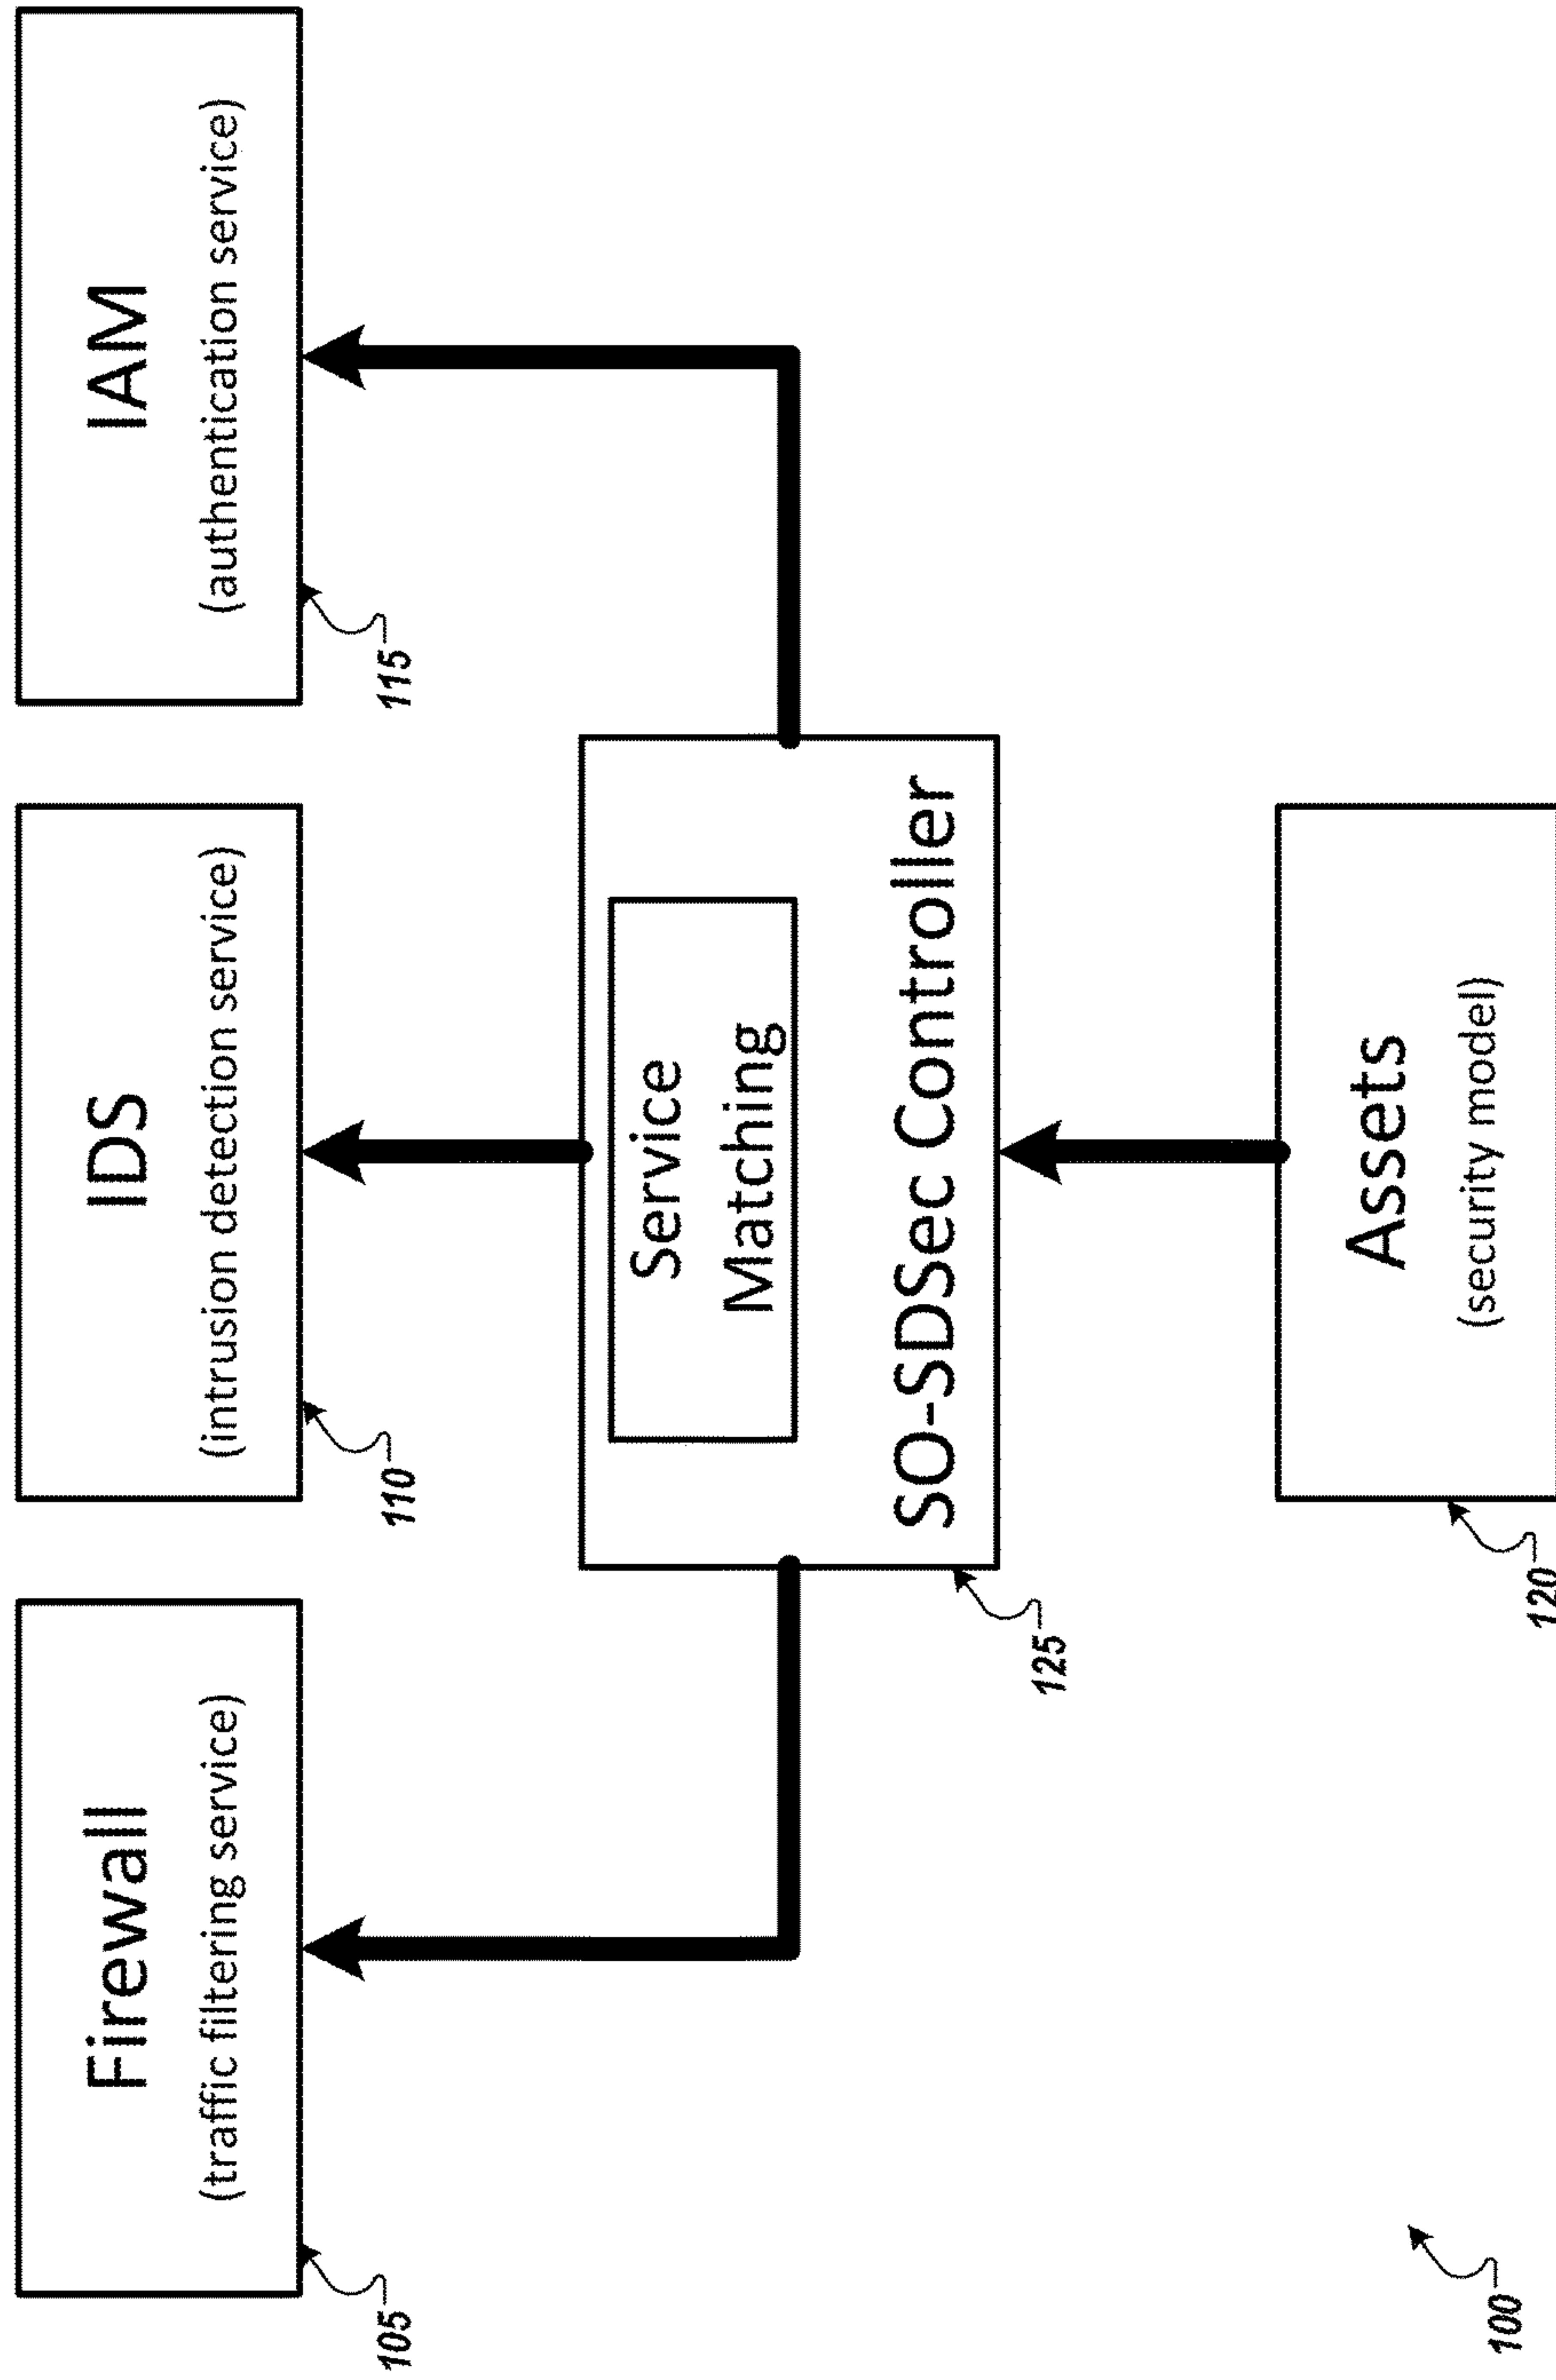 Firewall
(traffic filtering service)
105
IDS
(intrusion detection service)
110
IAM
(authentication service)
115
Service
Matching
SO-SDSec Controller
125
Assets
(security model)
120
100